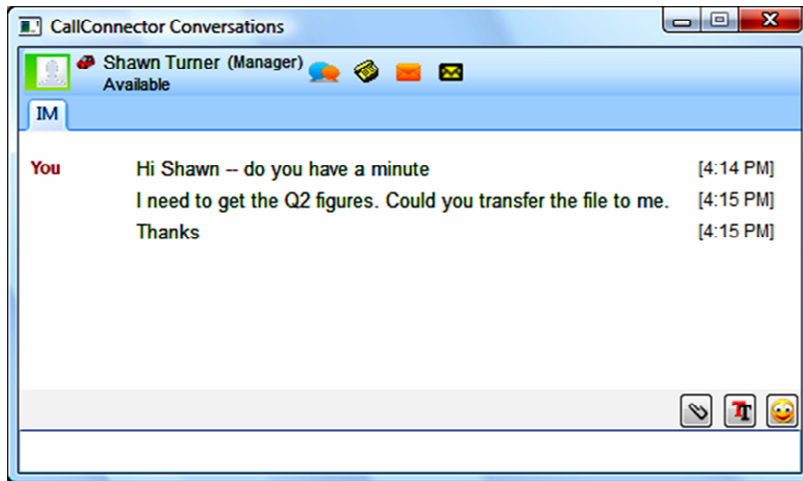 CallConnector Conversations
Shawn Turner (Manager)
Available
IM
You Hi Shawn -- do you have a minute [4:14 PM]
I need to get the Q2 figures. Could you transfer the file to me. [4:15 PM]
Thanks [4:15 PM]